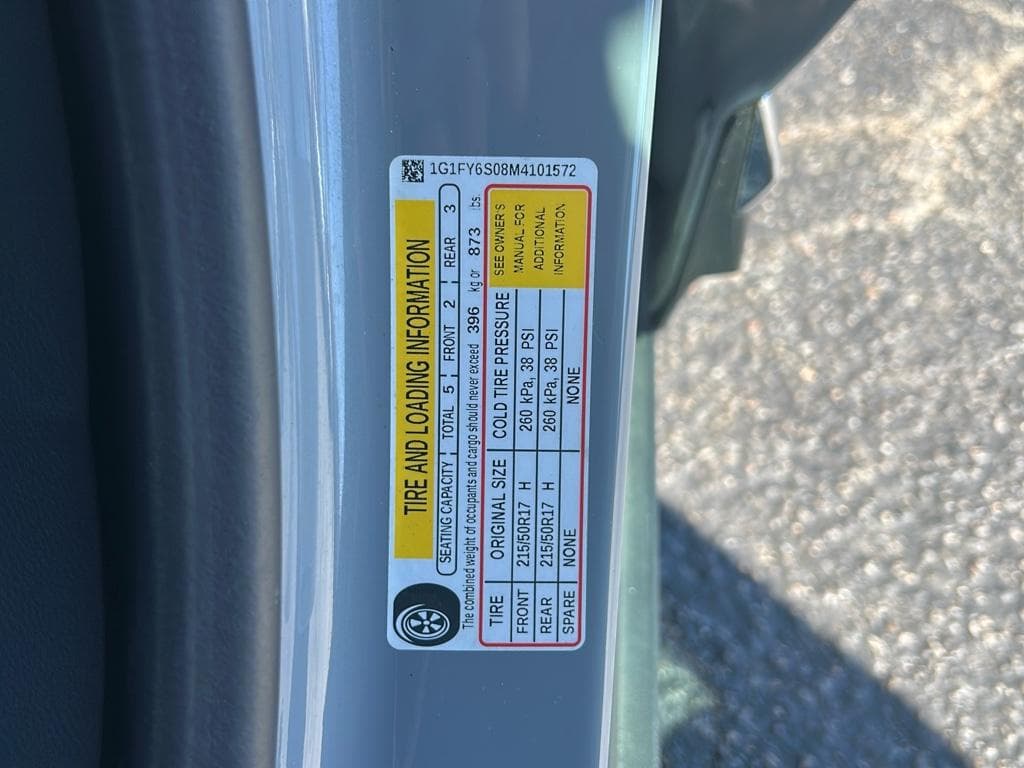 1G1FY6S08M4101572
TIRE AND LOADING INFORMATION
SEATING CAPACITY TOTAL 5 FRONT 2 REAR 3
The combined weight of occupants and cargo should never exceed 396 kg or 873 lbs.
TIRE ORIGINAL SIZE COLD TIRE PRESSURE
FRONT 215/50R17 H 260 kPa, 38 PSI
REAR 215/50R17 H 260 kPa, 38 PSI
SPARE NONE NONE
SEE OWNER'S
MANUAL FOR
ADDITIONAL
INFORMATION